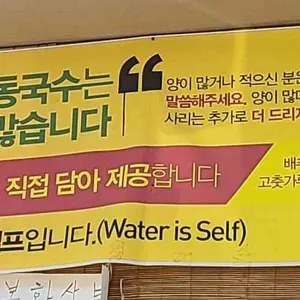 동국수는
많습니다
양이 많거나 적으신 분은
말씀해주세요. 양이 많다
사리는 추가로 더 드리지
직접 담아 제공합니다
배추
고춧가루
프입니다.(Water is Self)